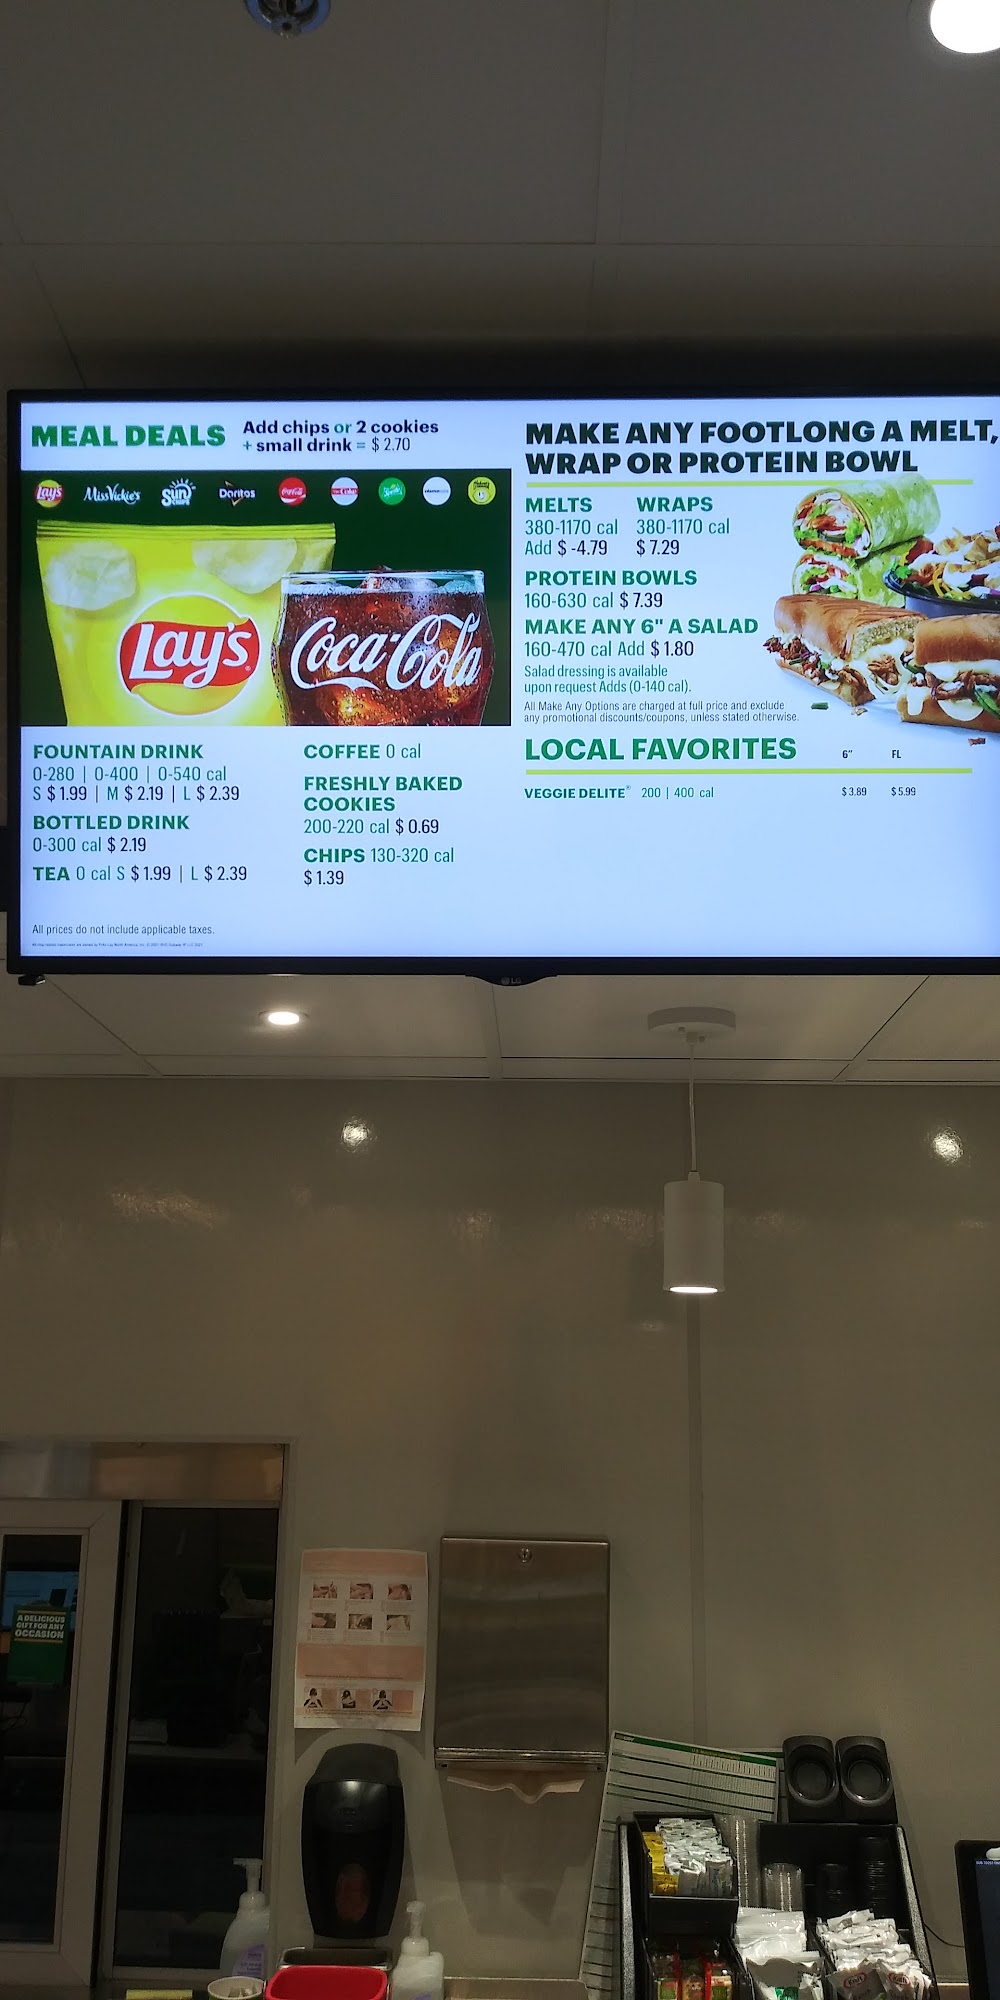 MEAL DEALS
Add chips or 2 cookies
+ small drink = $ 2.70
Lay's
Miss Vickie's
SUN CHIPS
Doritos
Coca-Cola
Lay's
Coca-Cola
FOUNTAIN DRINK
0-280 | 0-400 | 0-540 cal
S $ 1.99 | M $ 2.19 | L $ 2.39
BOTTLED DRINK
0-300 cal $ 2.19
TEA 0 cal S $ 1.99 | L $ 2.39
COFFEE 0 cal
FRESHLY BAKED
COOKIES
200-220 cal $ 0.69
CHIPS 130-320 cal
$ 1.39
All prices do not include applicable taxes.
MAKE ANY FOOTLONG A MELT,
WRAP OR PROTEIN BOWL
MELTS WRAPS
380-1170 cal 380-1170 cal
Add $ -4.79 $ 7.29
PROTEIN BOWLS
160-630 cal $ 7.39
MAKE ANY 6" A SALAD
160-470 cal Add $ 1.80
Salad dressing is available
upon request Adds (0-140 cal).
All Make Any Options are charged at full price and exclude
any promotional discounts/coupons, unless stated otherwise.
LOCAL FAVORITES 6" FL
VEGGIE DELITE® 200 | 400 cal $ 3.89 $ 5.99
LG
A DELICIOUS
GIFT FOR ANY
OCCASION